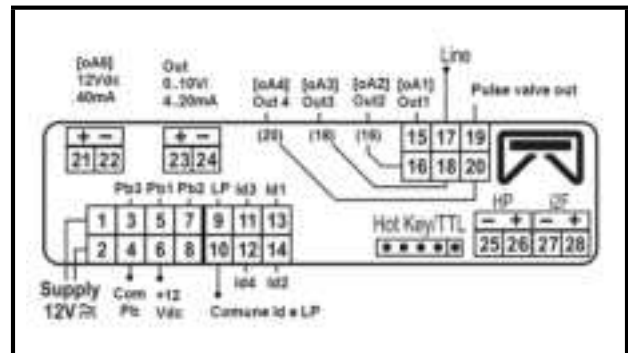 [oA6] 12Vdc 40mA
Out 0..10V/ 4..20mA
[oA4] Out 4
[oA3] Out3
[oA2] Out2
[oA1] Out1
Line
Pulse valve out
+ -
21 22
+ -
23 24
(20) (18) (16)
15 17 19
16 18 20
Pb3 Pb1 Pb2 LP Id3 Id1
1 3 5 7 9 11 13
2 4 6 8 10 12 14
Id4 Id2
Hot Key/TTL
HP
- + - +
25 26 27 28
Supply 12V
Com Pb
+12 Vdc
Comune Id e LP